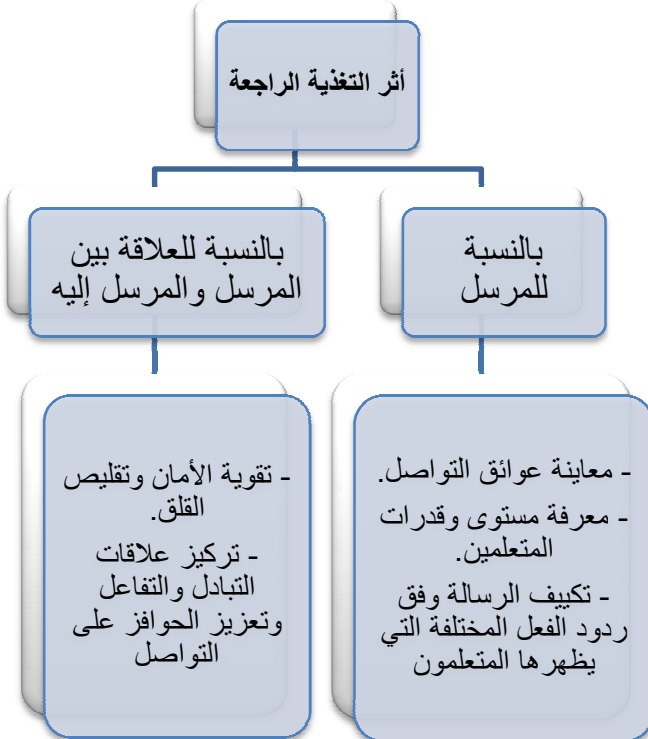 أثر التغذية الراجعة
بالنسبة
للمرسل
بالنسبة للعلاقة بين
المرسل والمرسل إليه
- معاينة عوائق التواصل.
- معرفة مستوى وقدرات
المتعلمين.
- تكييف الرسالة وفق
ردود الفعل المختلفة التي
يظهرها المتعلمون
- تقوية الأمان وتقليص
القلق.
- تركيز علاقات
التبادل والتفاعل
وتعزيز الحوافز على
التواصل